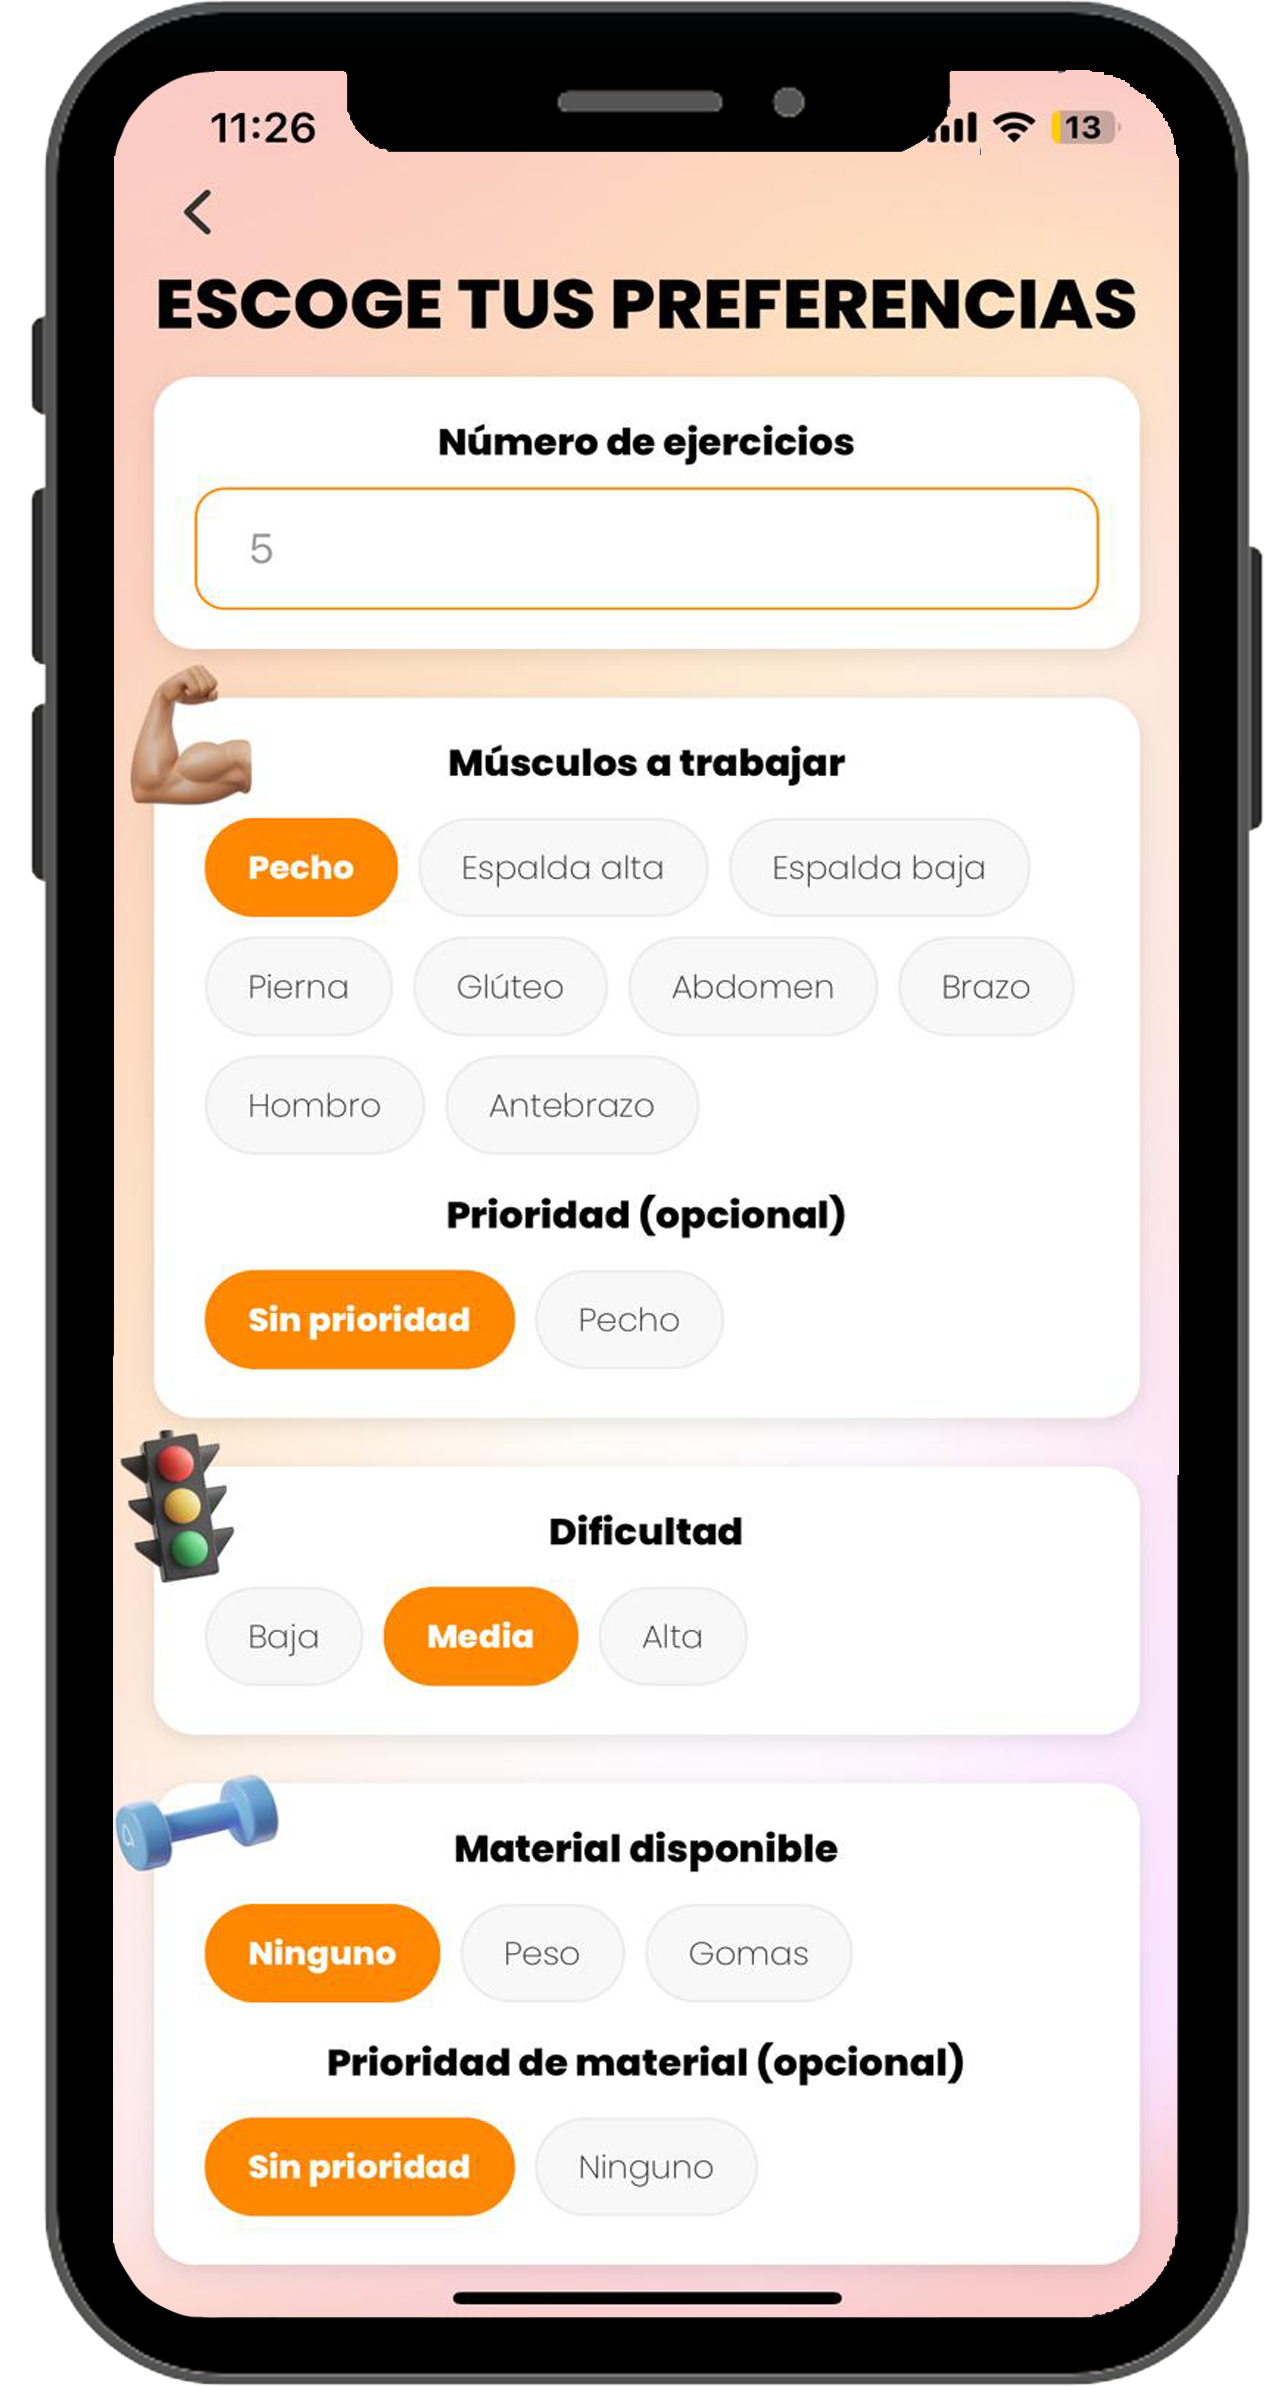 11:26 13
ESCOGE TUS PREFERENCIAS
Número de ejercicios
5
Músculos a trabajar
Pecho Espalda alta Espalda baja
Pierna Glúteo Abdomen Brazo
Hombro Antebrazo
Prioridad (opcional)
Sin prioridad Pecho
Dificultad
Baja Media Alta
Material disponible
Ninguno Peso Gomas
Prioridad de material (opcional)
Sin prioridad Ninguno